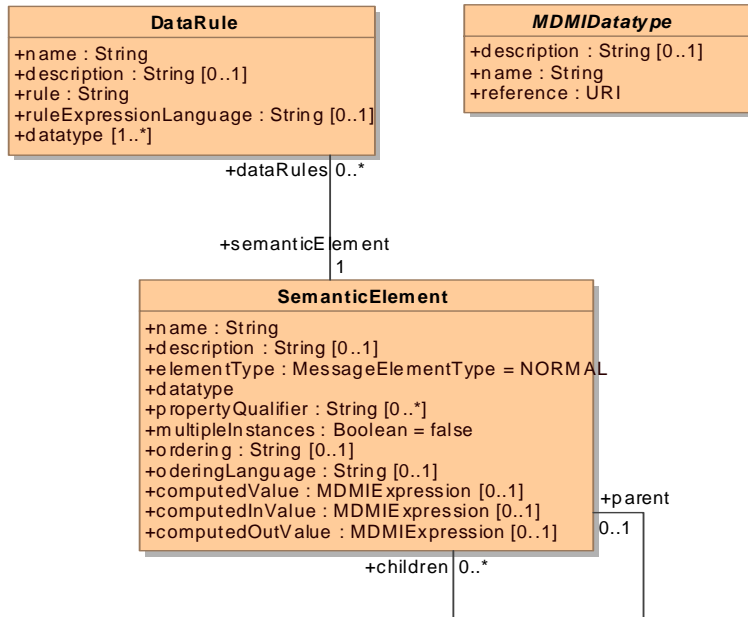 DataRule
+name : String
+description : String [0..1]
+rule : String
+ruleExpressionLanguage : String [0..1]
+datatype [1..*]
MDMIDatatype
+description : String [0..1]
+name : String
+reference : URI
+dataRules 0..*
+semanticElement
1
SemanticElement
+name : String
+description : String [0..1]
+elementType : MessageElementType = NORMAL
+datatype
+propertyQualifier : String [0..*]
+multipleInstances : Boolean = false
+ordering : String [0..1]
+oderingLanguage : String [0..1]
+computedValue : MDMIExpression [0..1]
+computedInValue : MDMIExpression [0..1]
+computedOutValue : MDMIExpression [0..1]
+parent
0..1
+children 0..*